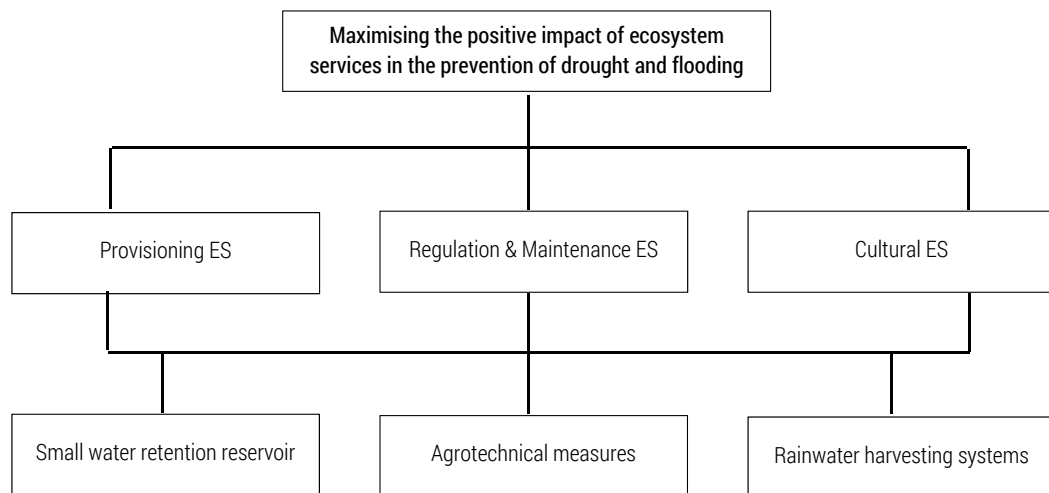 Maximising the positive impact of ecosystem
services in the prevention of drought and flooding
Provisioning ES
Regulation & Maintenance ES
Cultural ES
Small water retention reservoir
Agrotechnical measures
Rainwater harvesting systems